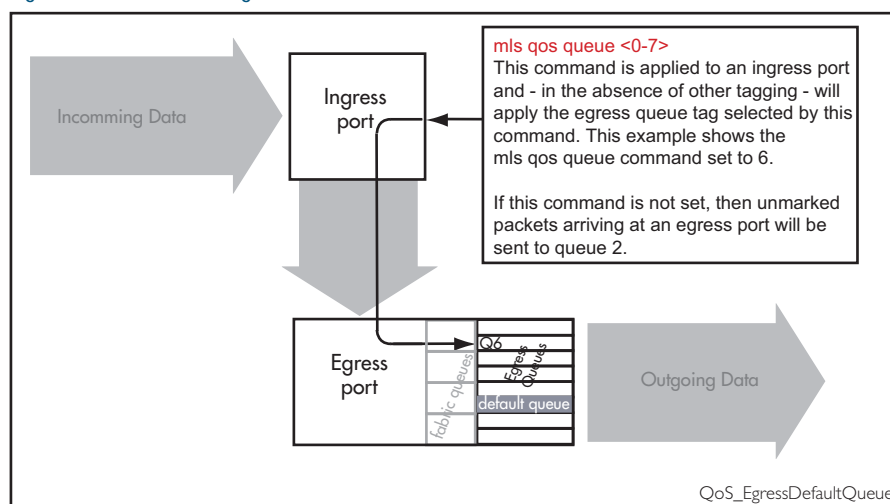 mls qos queue <0-7>
This command is applied to an ingress port
and - in the absence of other tagging - will
apply the egress queue tag selected by this
command. This example shows the
mls qos queue command set to 6.
If this command is not set, then unmarked
packets arriving at an egress port will be
sent to queue 2.
Incomming Data
Ingress
port
Egress
port
fabric queues
Q6
Egress
Queues
default queue
Outgoing Data
QoS_EgressDefaultQueue